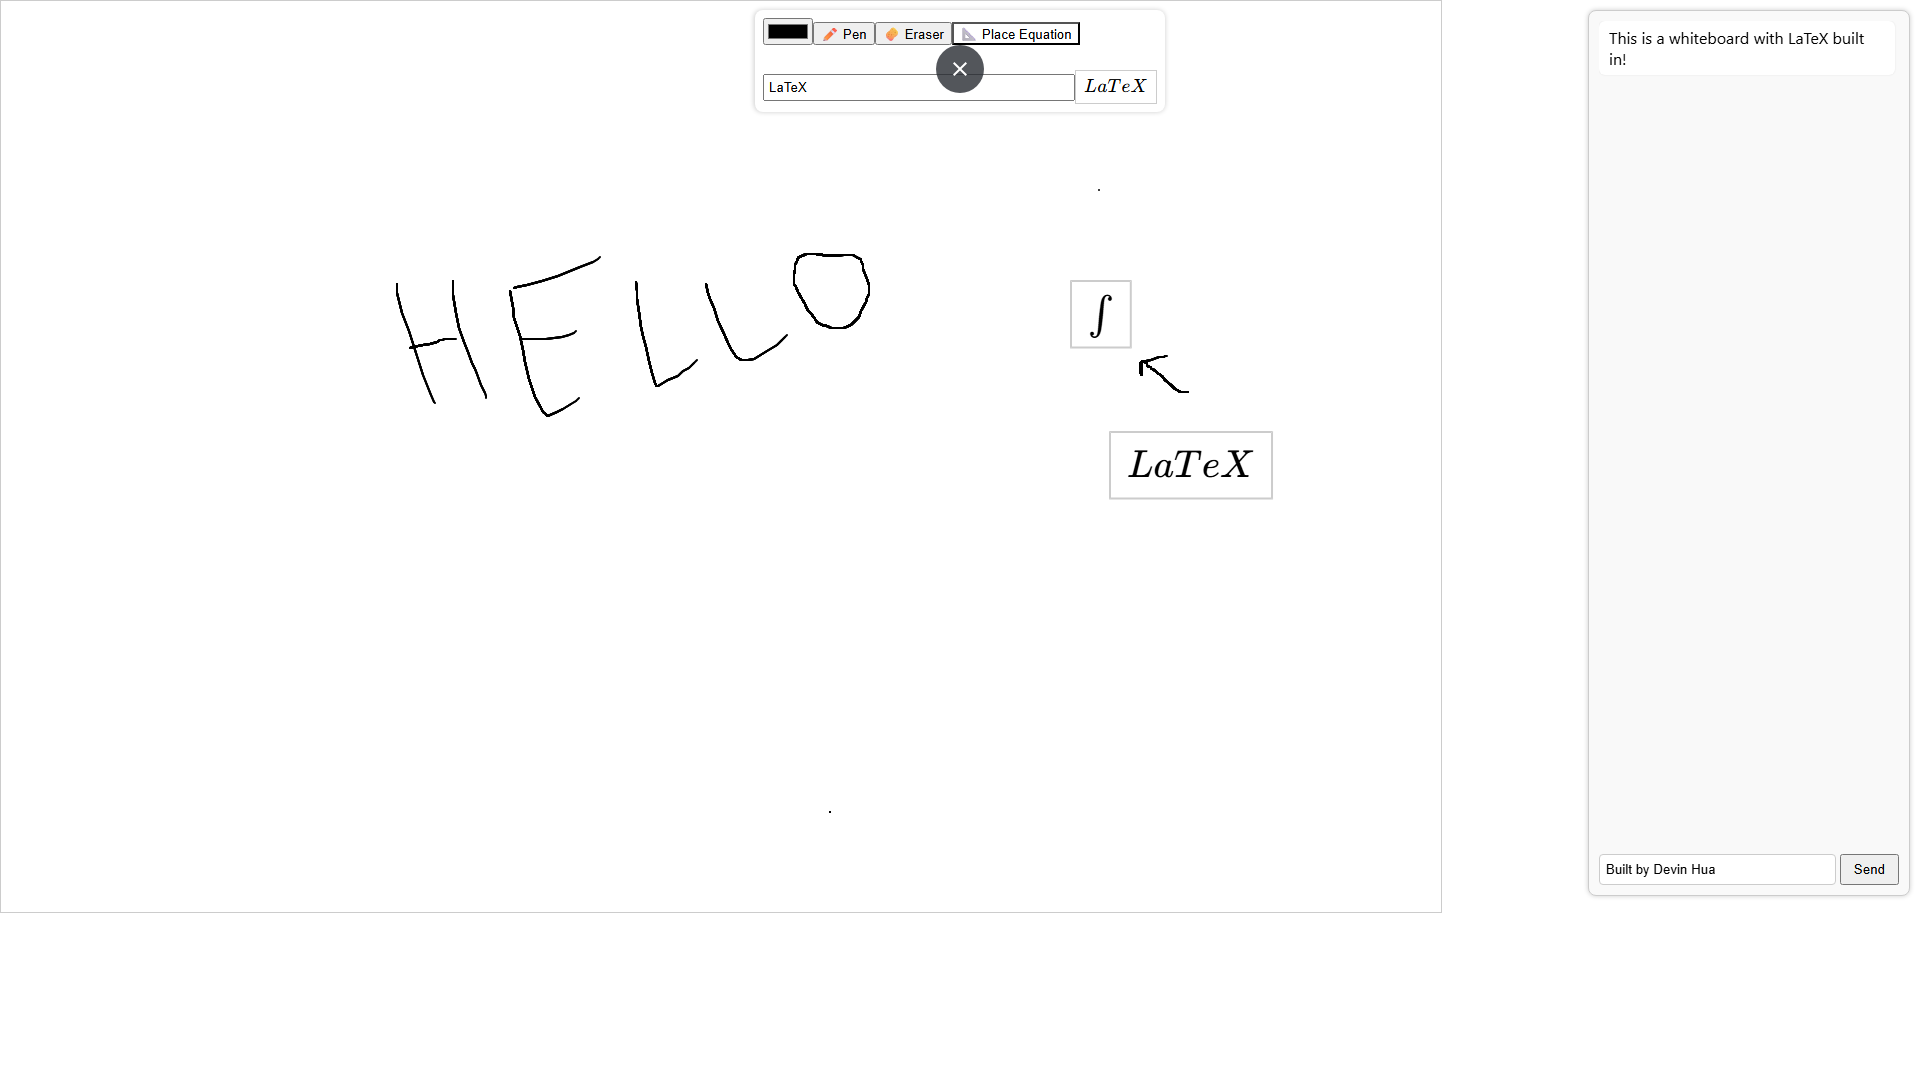 Pen Eraser Place Equation
LaTeX LaTeX
This is a whiteboard with LaTeX built
in!
HELLO
∫
LaTeX
Built by Devin Hua Send